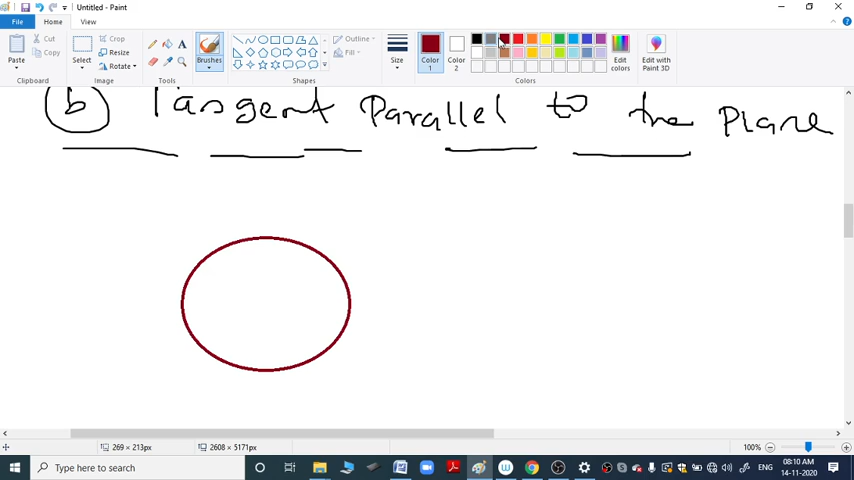 Untitled - Paint
File Home View
Paste Cut Copy Clipboard
Select Crop Resize Rotate Image
Tools
Brushes
Shapes Outline Fill
Size
Color 1 Color 2 Colors
Edit colors
Edit with Paint 3D
b Tangent Parallel to the Plane
269 × 213px 2608 × 5171px 100%
Type here to search ENG 08:10 AM 14-11-2020